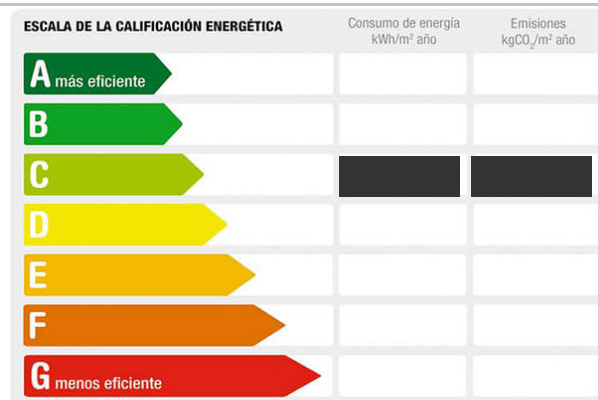 ESCALA DE LA CALIFICACIÓN ENERGÉTICA
Consumo de energía
kWh/m² año
Emisiones
kgCO₂/m² año
A más eficiente
B
C
D
E
F
G menos eficiente